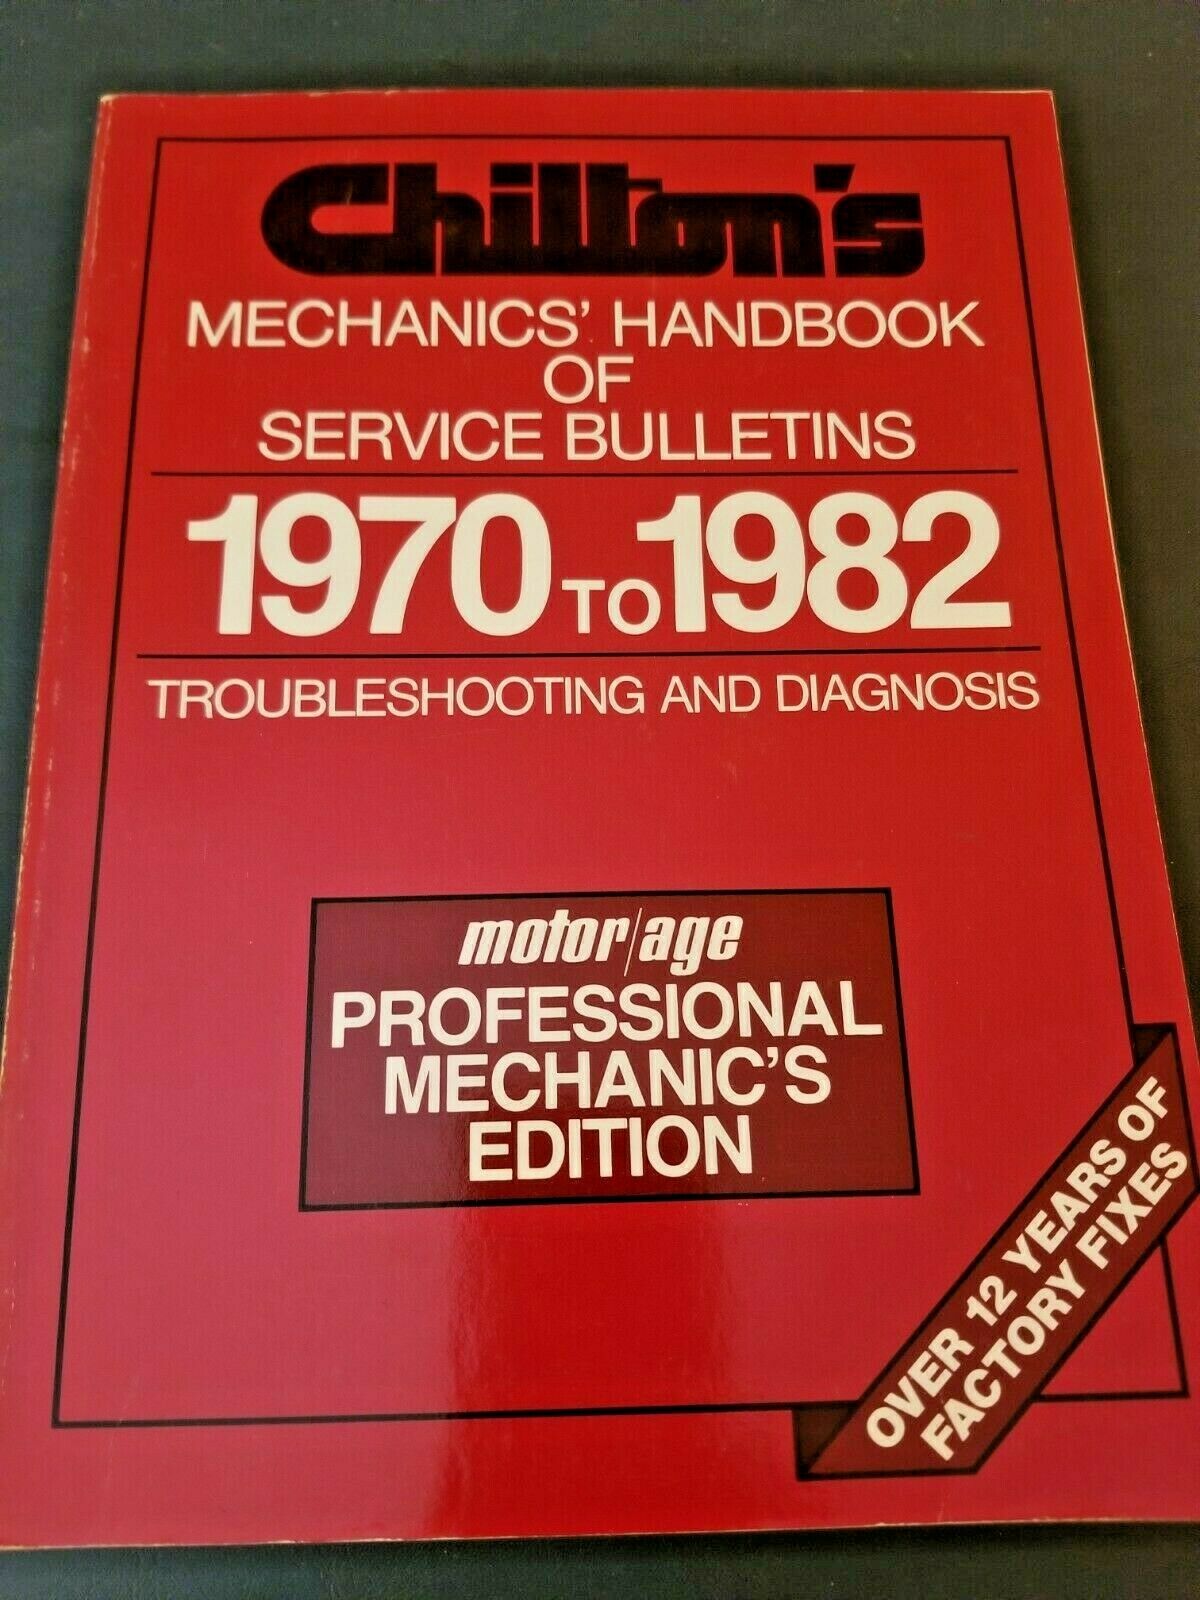 Chilton's
MECHANICS' HANDBOOK
OF
SERVICE BULLETINS
1970 TO 1982
TROUBLESHOOTING AND DIAGNOSIS
motor/age
PROFESSIONAL
MECHANIC'S
EDITION
OVER 12 YEARS OF
FACTORY FIXES